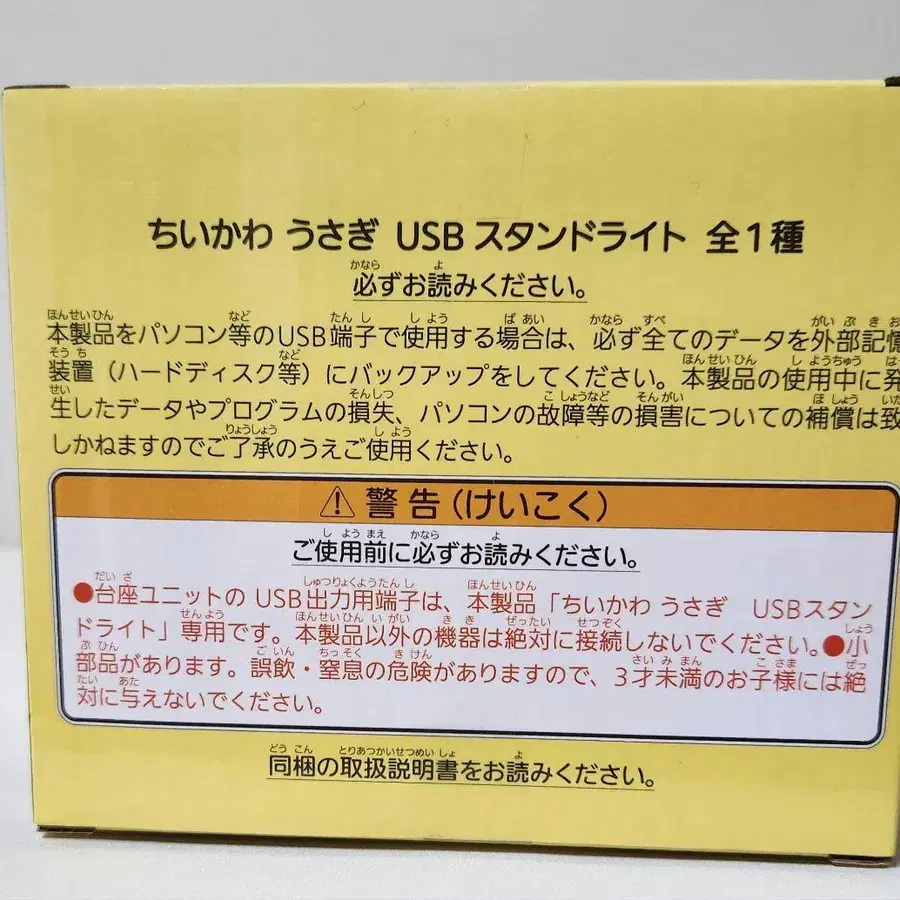 ちいかわ うさぎ USB スタンドライト 全1種
必ずお読みください。
本製品をパソコン等のUSB端子で使用する場合は、必ず全てのデータを外部記憶
装置(ハードディスク等)にバックアップをしてください。本製品の使用中に発
生したデータやプログラムの損失、パソコンの故障等の損害についての補償は致
しかねますのでご了承のうえご使用ください。
⚠警告(けいこく)
ご使用前に必ずお読みください。
●台座ユニットの USB出力用端子は、本製品「ちいかわ うさぎ USBスタン
ドライト」専用です。本製品以外の機器は絶対に接続しないでください。●小
部品があります。誤飲・窒息の危険がありますので、3才未満のお子様には絶
対に与えないでください。
同梱の取扱説明書をお読みください。